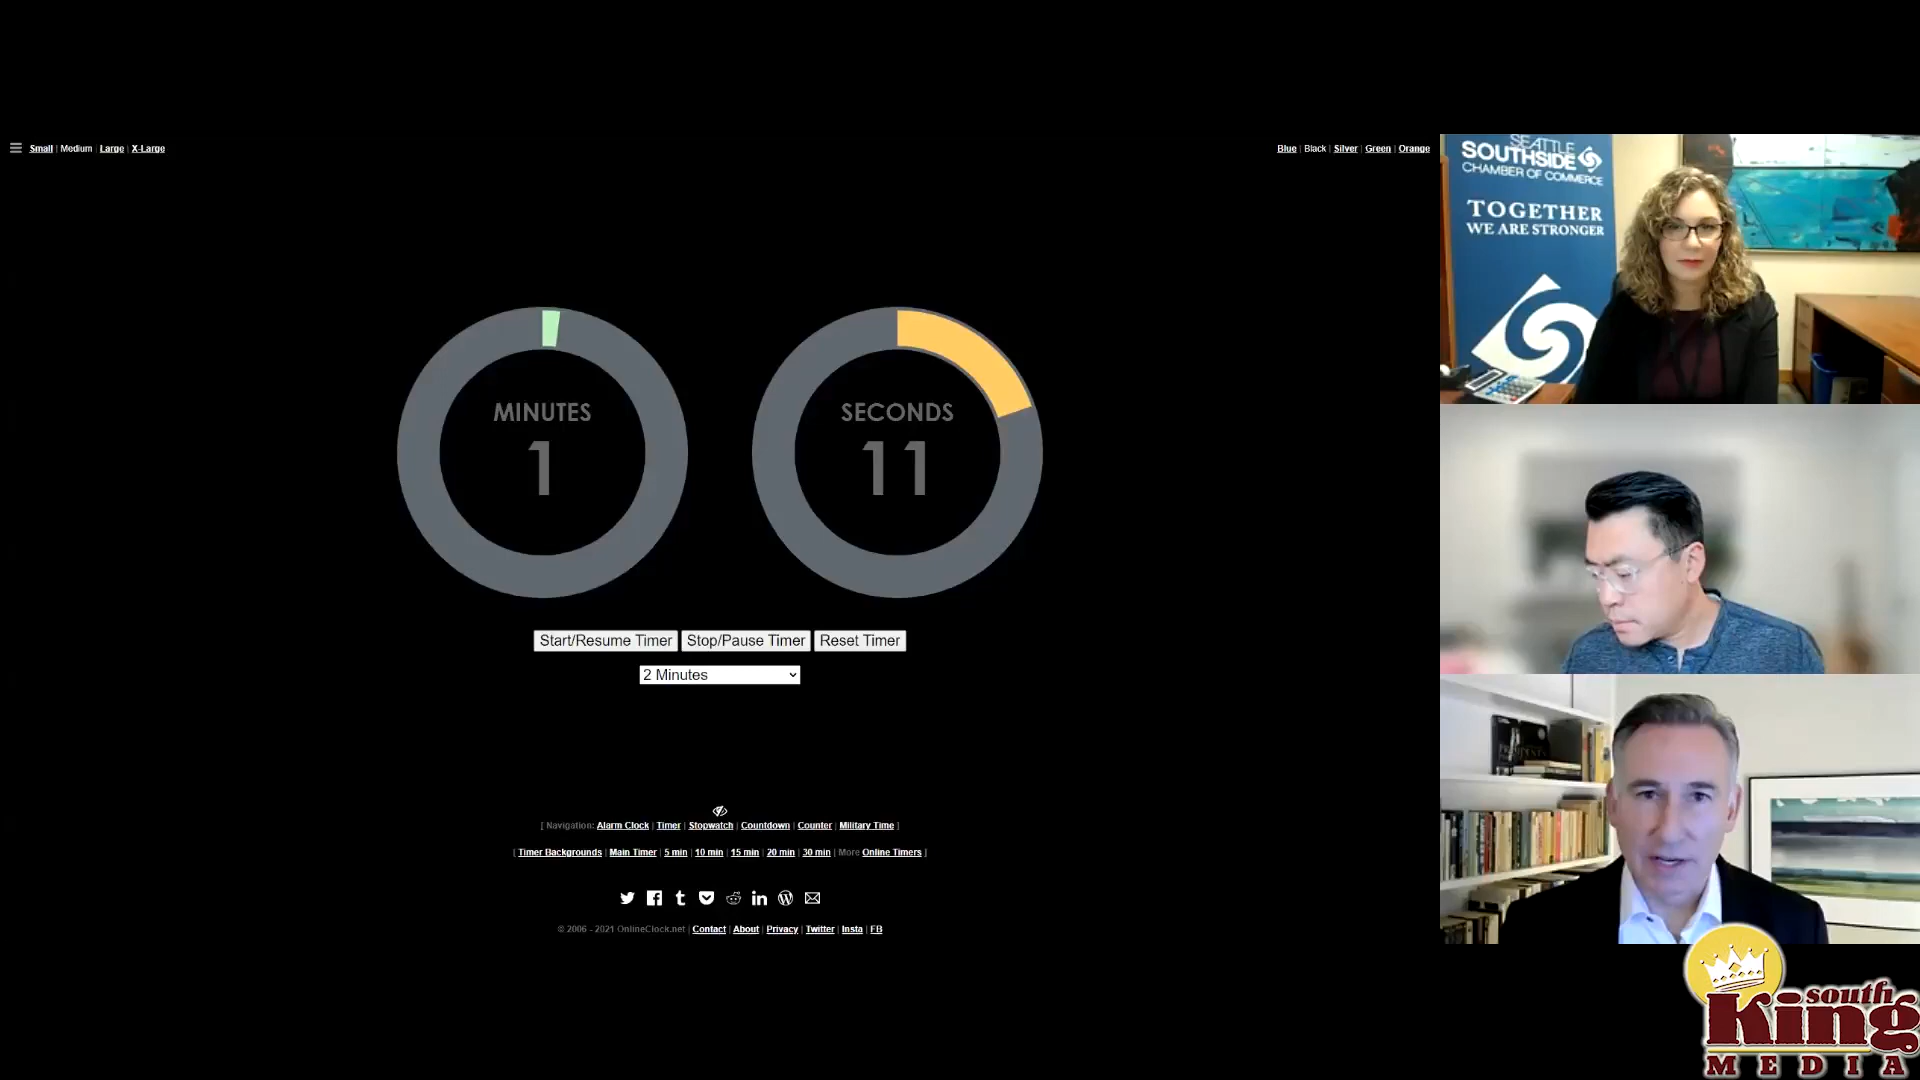 Small | Medium | Large | X-Large
Blue | Black | Silver | Green | Orange
SEATTLE
SOUTHSIDE
CHAMBER OF COMMERCE
TOGETHER
WE ARE STRONGER
MINUTES
1
SECONDS
11
Start/Resume Timer Stop/Pause Timer Reset Timer
2 Minutes
[ Navigation: Alarm Clock | Timer | Stopwatch | Countdown | Counter | Military Time ]
[ Timer Backgrounds | Main Timer | 5 min | 10 min | 15 min | 20 min | 30 min | More Online Timers ]
© 2006 - 2021 OnlineClock.net | Contact | About | Privacy | Twitter | Insta | FB
south
King
MEDIA